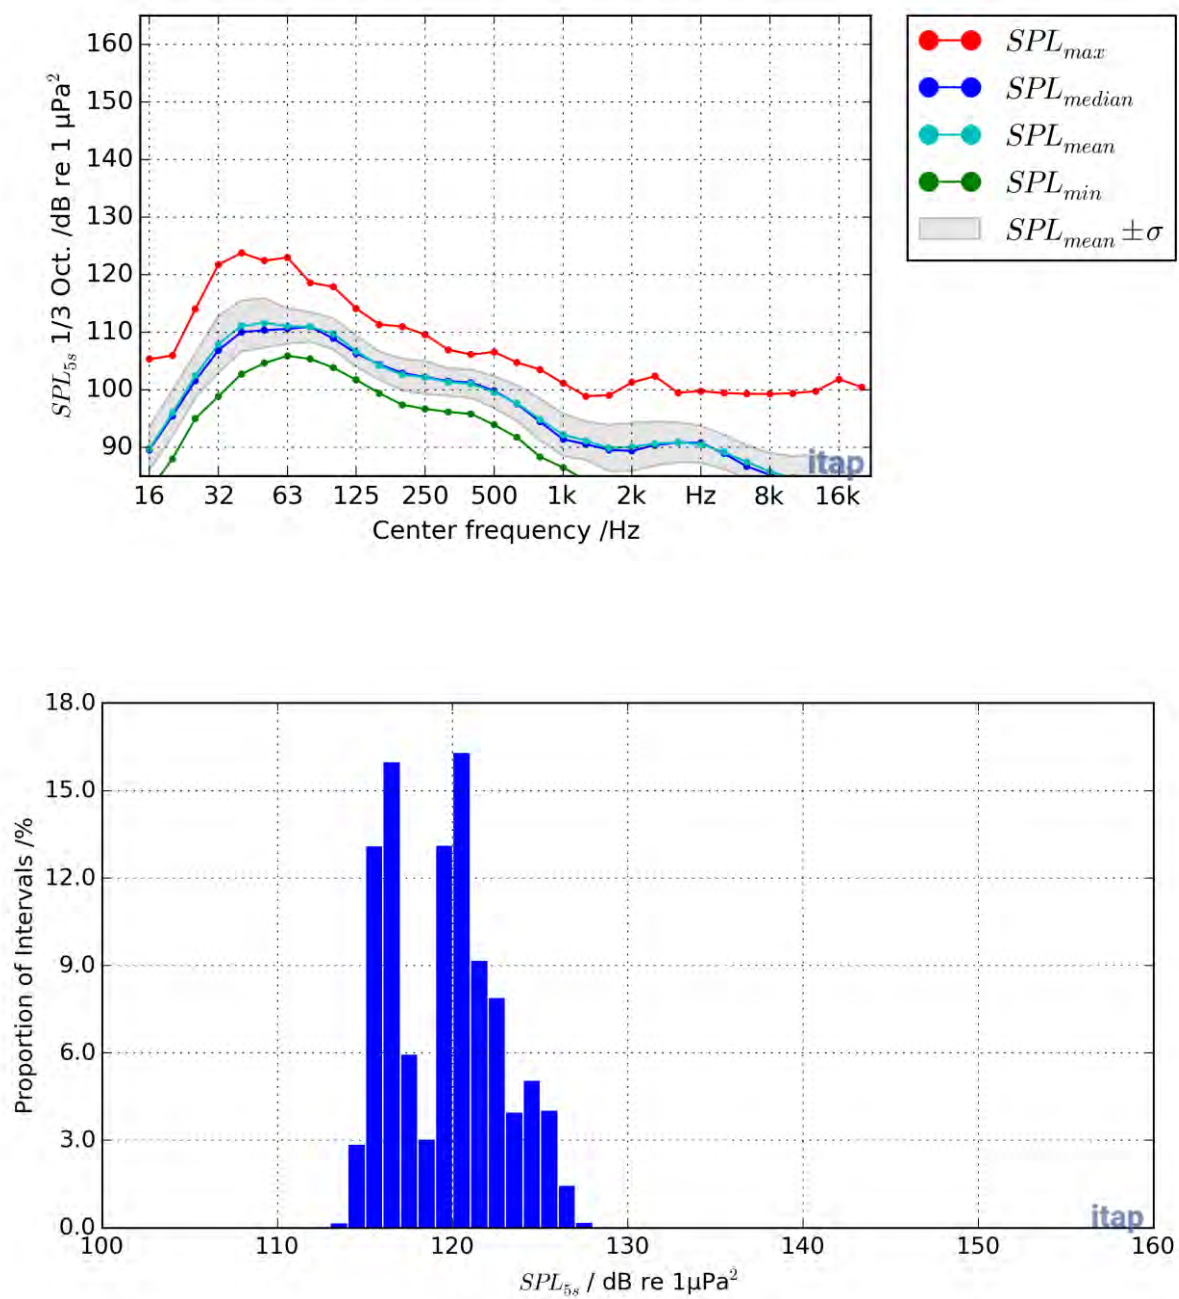 160
150
140
130
120
110
100
90
SPL5s 1/3 Oct. /dB re 1 µPa²
16 32 63 125 250 500 1k 2k Hz 8k 16k
Center frequency /Hz
itap
SPLmax
SPLmedian
SPLmean
SPLmin
SPLmean ±σ
18.0
15.0
12.0
9.0
6.0
3.0
0.0
Proportion of Intervals /%
100 110 120 130 140 150 160
SPL5s / dB re 1µPa²
itap